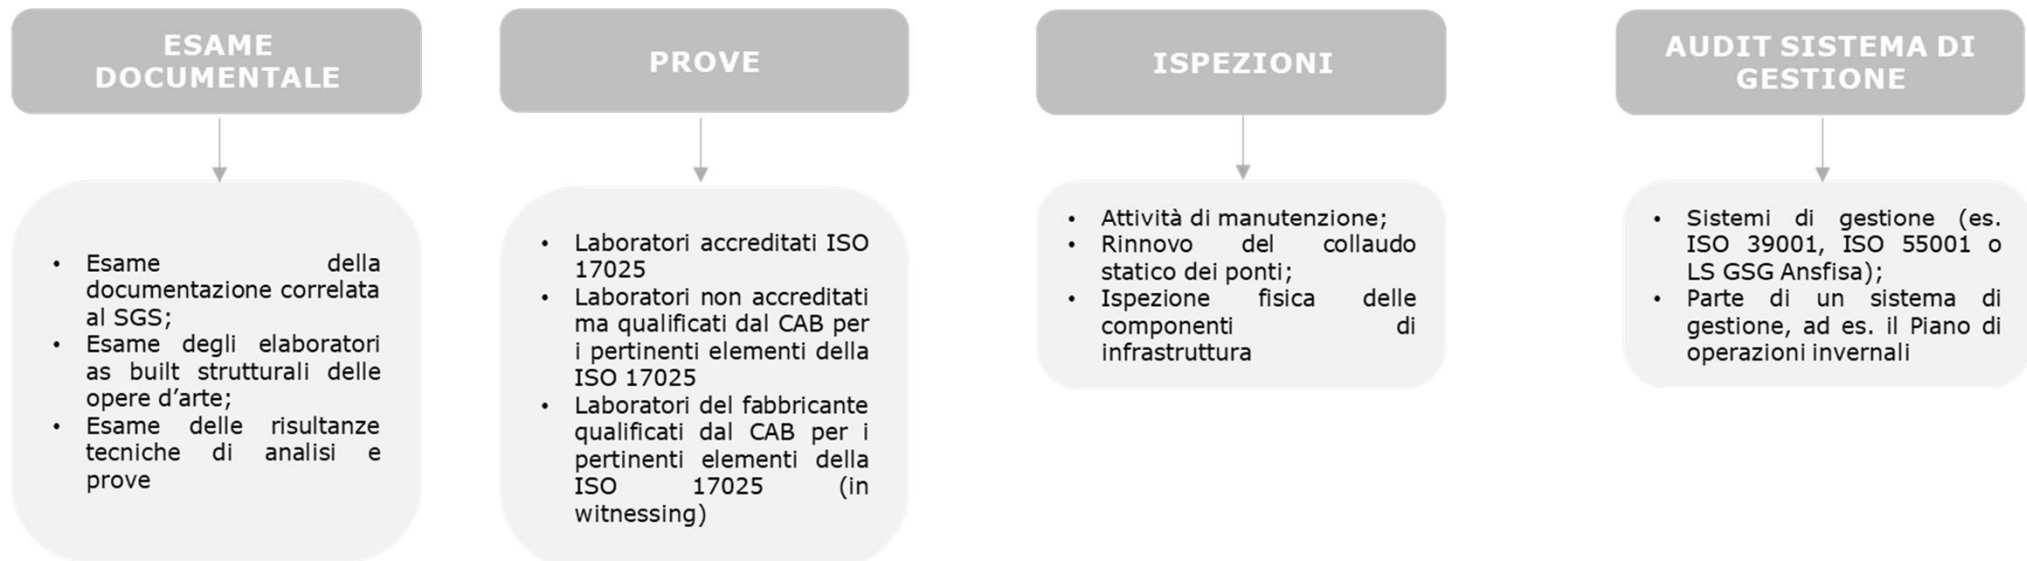 ESAME
DOCUMENTALE
• Esame della
documentazione correlata
al SGS;
• Esame degli elaboratori
as built strutturali delle
opere d'arte;
• Esame delle risultanze
tecniche di analisi e
prove
PROVE
• Laboratori accreditati ISO
17025
• Laboratori non accreditati
ma qualificati dal CAB per
i pertinenti elementi della
ISO 17025
• Laboratori del fabbricante
qualificati dal CAB per i
pertinenti elementi della
ISO 17025 (in
witnessing)
ISPEZIONI
• Attività di manutenzione;
• Rinnovo del collaudo
statico dei ponti;
• Ispezione fisica delle
componenti di
infrastruttura
AUDIT SISTEMA DI
GESTIONE
• Sistemi di gestione (es.
ISO 39001, ISO 55001 o
LS GSG Ansfisa);
• Parte di un sistema di
gestione, ad es. il Piano di
operazioni invernali